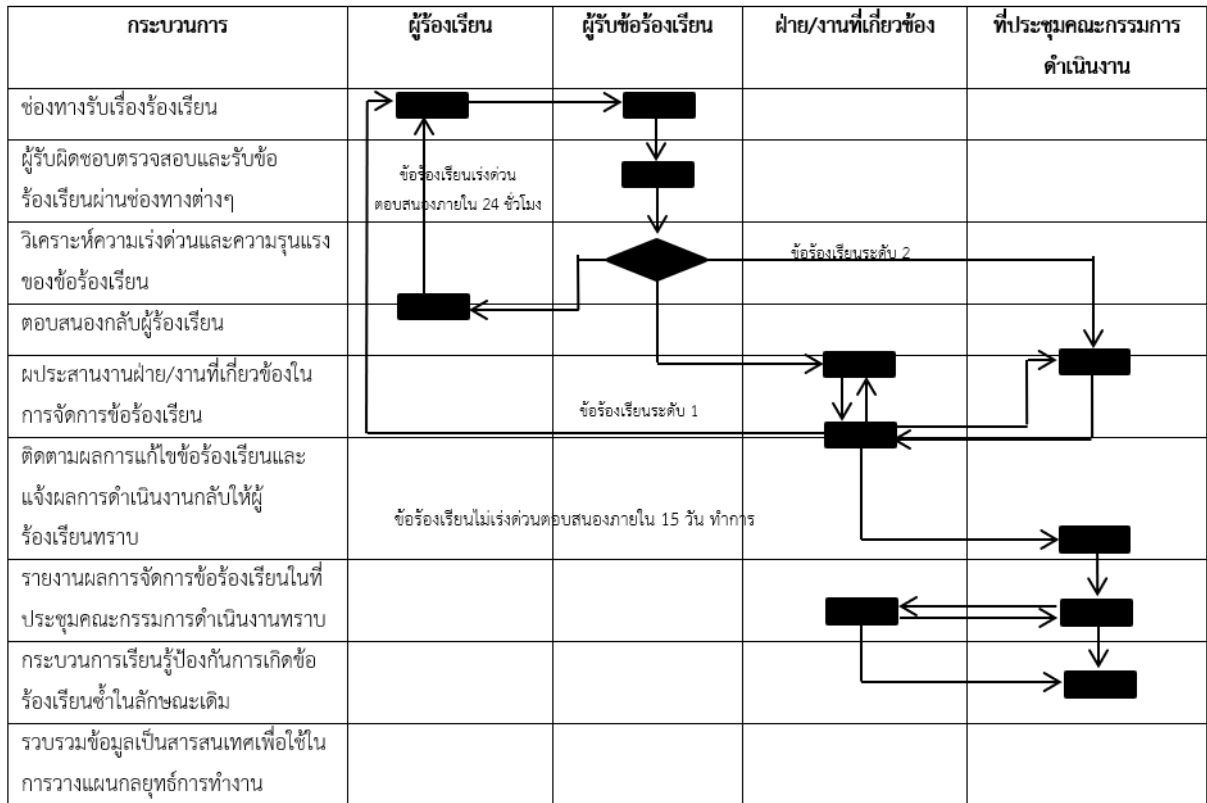 กระบวนการ
ผู้ร้องเรียน
ผู้รับข้อร้องเรียน
ฝ่าย/งานที่เกี่ยวข้อง
ที่ประชุมคณะกรรมการ
ดำเนินงาน
ช่องทางรับเรื่องร้องเรียน
ผู้รับผิดชอบตรวจสอบและรับข้อ
ร้องเรียนผ่านช่องทางต่างๆ
ข้อร้องเรียนเร่งด่วน
ตอบสนองภายใน 24 ชั่วโมง
วิเคราะห์ความเร่งด่วนและความรุนแรง
ของข้อร้องเรียน
ข้อร้องเรียนระดับ 2
ตอบสนองกลับผู้ร้องเรียน
ผประสานงานฝ่าย/งานที่เกี่ยวข้องใน
การจัดการข้อร้องเรียน
ข้อร้องเรียนระดับ 1
ติดตามผลการแก้ไขข้อร้องเรียนและ
แจ้งผลการดำเนินงานกลับให้ผู้
ร้องเรียนทราบ
ข้อร้องเรียนไม่เร่งด่วนตอบสนองภายใน 15 วัน ทำการ
รายงานผลการจัดการข้อร้องเรียนในที่
ประชุมคณะกรรมการดำเนินงานทราบ
กระบวนการเรียนรู้ป้องกันการเกิดข้อ
ร้องเรียนซ้ำในลักษณะเดิม
รวบรวมข้อมูลเป็นสารสนเทศเพื่อใช้ใน
การวางแผนกลยุทธ์การทำงาน